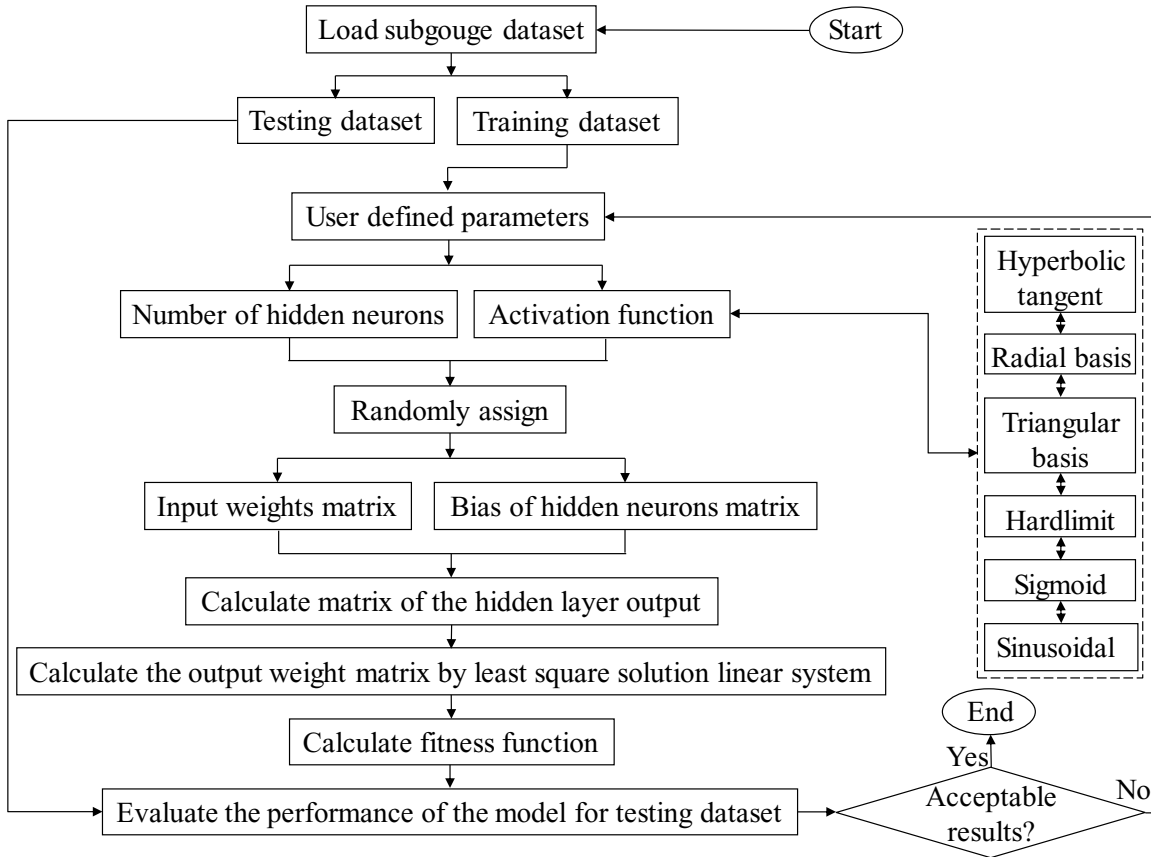 Load subgouge dataset
Start
Testing dataset
Training dataset
User defined parameters
Number of hidden neurons
Activation function
Hyperbolic
tangent
Radial basis
Triangular
basis
Hardlimit
Sigmoid
Sinusoidal
Randomly assign
Input weights matrix
Bias of hidden neurons matrix
Calculate matrix of the hidden layer output
Calculate the output weight matrix by least square solution linear system
Calculate fitness function
Evaluate the performance of the model for testing dataset
End
Yes
Acceptable
results?
No